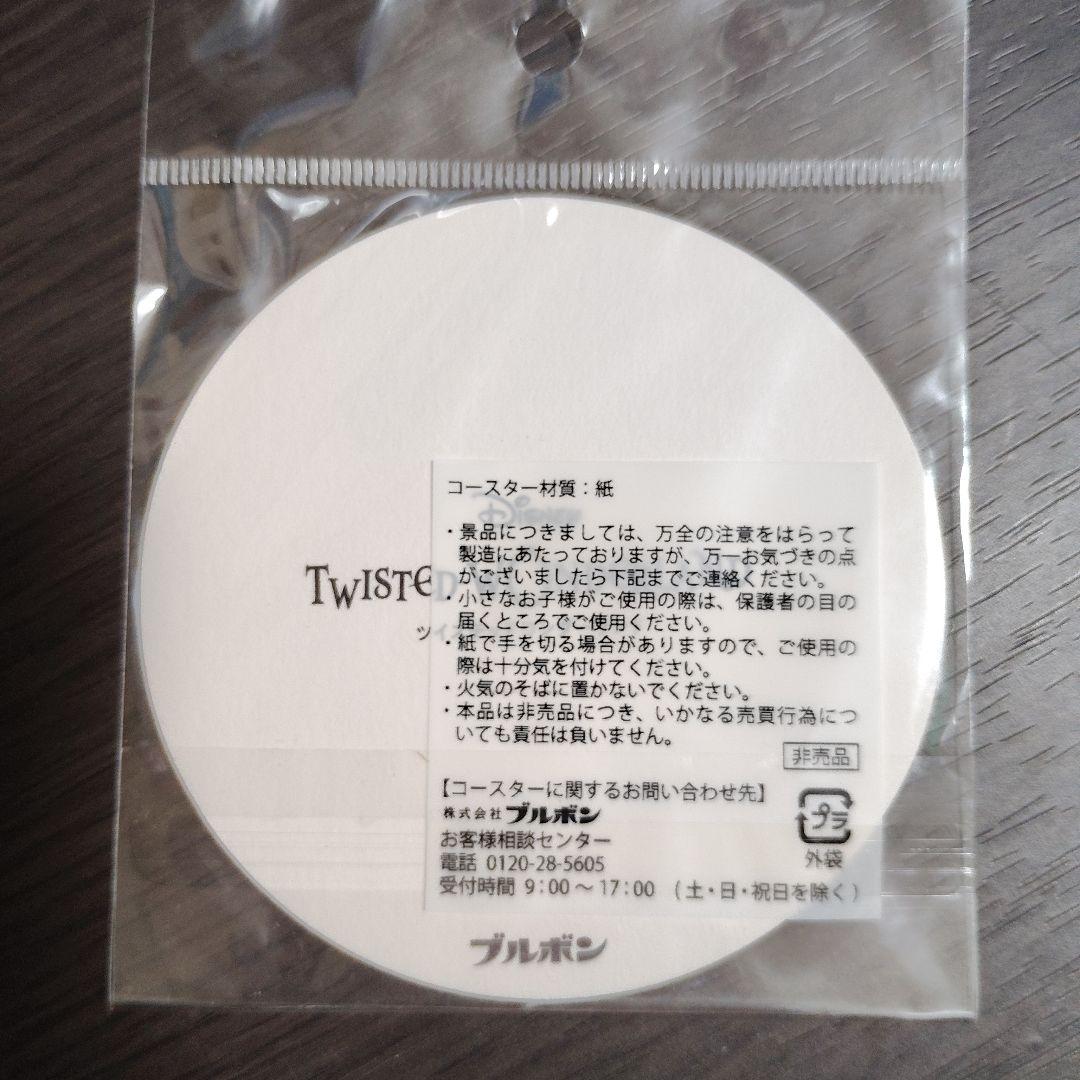 コースター材質：紙
DISNEY
・景品につきましては、万全の注意をはらって
製造にあたっておりますが、万一お気づきの点
がございましたら下記までご連絡ください。
TWISTED
・小さなお子様がご使用の際は、保護者の目の
届くところでご使用ください。
ツイ
・紙で手を切る場合がありますので、ご使用の
際は十分気を付けてください。
・火気のそばに置かないでください。
・本品は非売品につき、いかなる売買行為につ
いても責任は負いません。
非売品
【コースターに関するお問い合わせ先】
株式会社ブルボン
お客様相談センター
電話 0120-28-5605
受付時間 9：00～17：00 (土・日・祝日を除く)
プラ
外袋
ブルボン